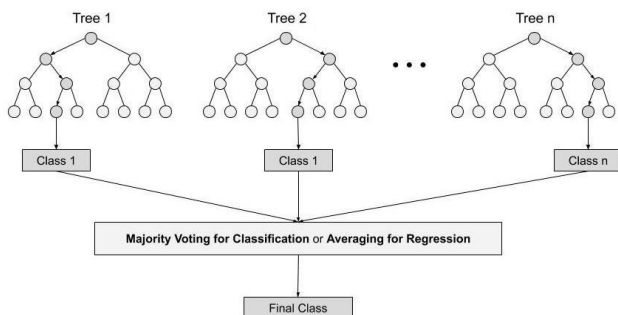 Tree 1
Tree 2
Tree n
Class 1
Class 1
Class n
Majority Voting for Classification or Averaging for Regression
Final Class